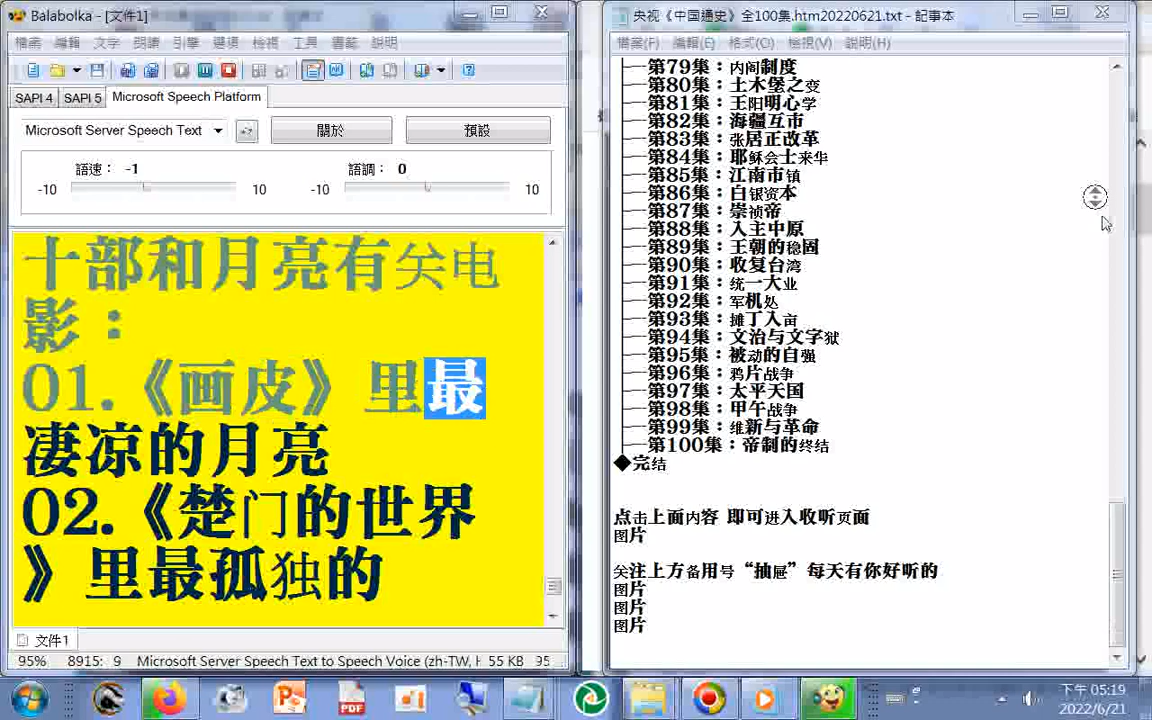 Balabolka - [文件1]
檔案 編輯 文字 朗讀 引擎 選項 檢視 工具 書籤 說明
SAPI 4 SAPI 5 Microsoft Speech Platform
Microsoft Server Speech Text
關於
預設
語速： -1
語調： 0
-10 10 -10 10
十部和月亮有关电
影：
01.《画皮》里最
凄凉的月亮
02.《楚门的世界
》里最孤独的
文件1
95% 8915: 9 Microsoft Server Speech Text to Speech Voice (zh-TW, H 55 KB 95
央视《中国通史》全100集.htm20220621.txt - 記事本
檔案(F) 編輯(E) 格式(O) 檢視(V) 說明(H)
第79集：内阁制度
第80集：土木堡之变
第81集：王阳明心学
第82集：海疆互市
第83集：张居正改革
第84集：耶稣会士来华
第85集：江南市镇
第86集：白银资本
第87集：崇祯帝
第88集：入主中原
第89集：王朝的稳固
第90集：收复台湾
第91集：统一大业
第92集：军机处
第93集：摊丁入亩
第94集：文治与文字狱
第95集：被动的自强
第96集：鸦片战争
第97集：太平天国
第98集：甲午战争
第99集：维新与革命
第100集：帝制的终结
◆完结
点击上面内容 即可进入收听页面
图片
关注上方备用号“抽屉”每天有你好听的
图片
图片
图片
下午 05:19
2022/6/21